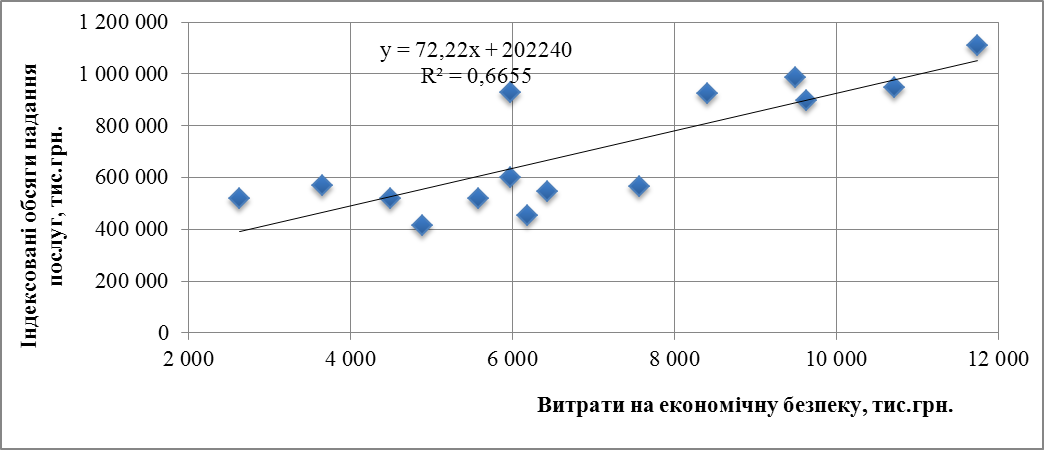 1 200 000
1 000 000
800 000
600 000
400 000
200 000
0
Індексовані обсяги надання
послуг, тис.грн.
y = 72,22x + 202240
R² = 0,6655
2 000
4 000
6 000
8 000
10 000
12 000
Витрати на економічну безпеку, тис.грн.